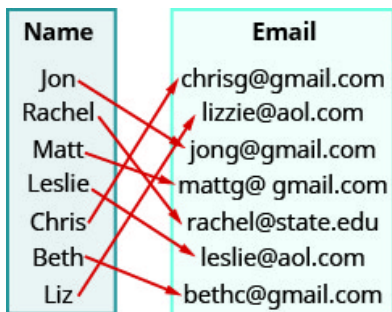 Name
Jon
Rachel
Matt
Leslie
Chris
Beth
Liz
Email
chrisg@gmail.com
lizzie@aol.com
jong@gmail.com
mattg@ gmail.com
rachel@state.edu
leslie@aol.com
bethc@gmail.com